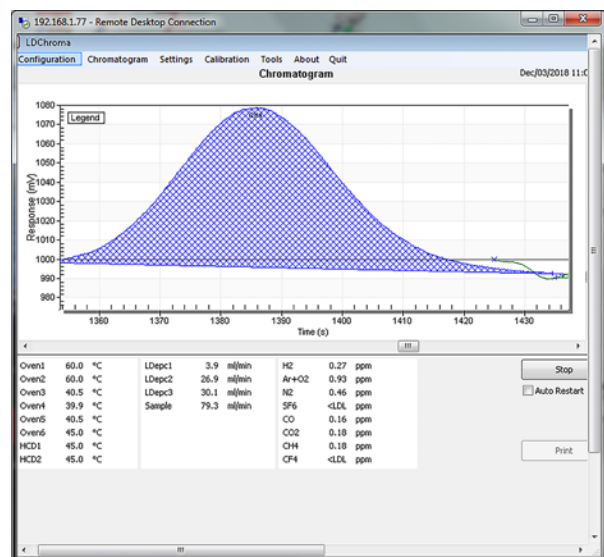 192.168.1.77 - Remote Desktop Connection
LDChroma
Configuration Chromatogram Settings Calibration Tools About Quit
Chromatogram Dec/03/2018 11:0
Legend
CH4
1080
1070
1060
1050
1040
1030
1020
1010
1000
990
980
Response (mV)
1360 1370 1380 1390 1400 1410 1420 1430
Time (s)
Oven1 60.0 °C LDepc1 3.9 ml/min H2 0.27 ppm
Oven2 60.0 °C LDepc2 26.9 ml/min Ar+O2 0.93 ppm
Oven3 40.5 °C LDepc3 30.1 ml/min N2 0.46 ppm
Oven4 39.9 °C Sample 79.3 ml/min SF6 <LDL ppm
Oven5 40.5 °C CO 0.16 ppm
Oven6 45.0 °C CO2 0.18 ppm
HCD1 45.0 °C CH4 0.18 ppm
HCD2 45.0 °C CF4 <LDL ppm
Stop
Auto Restart
Print